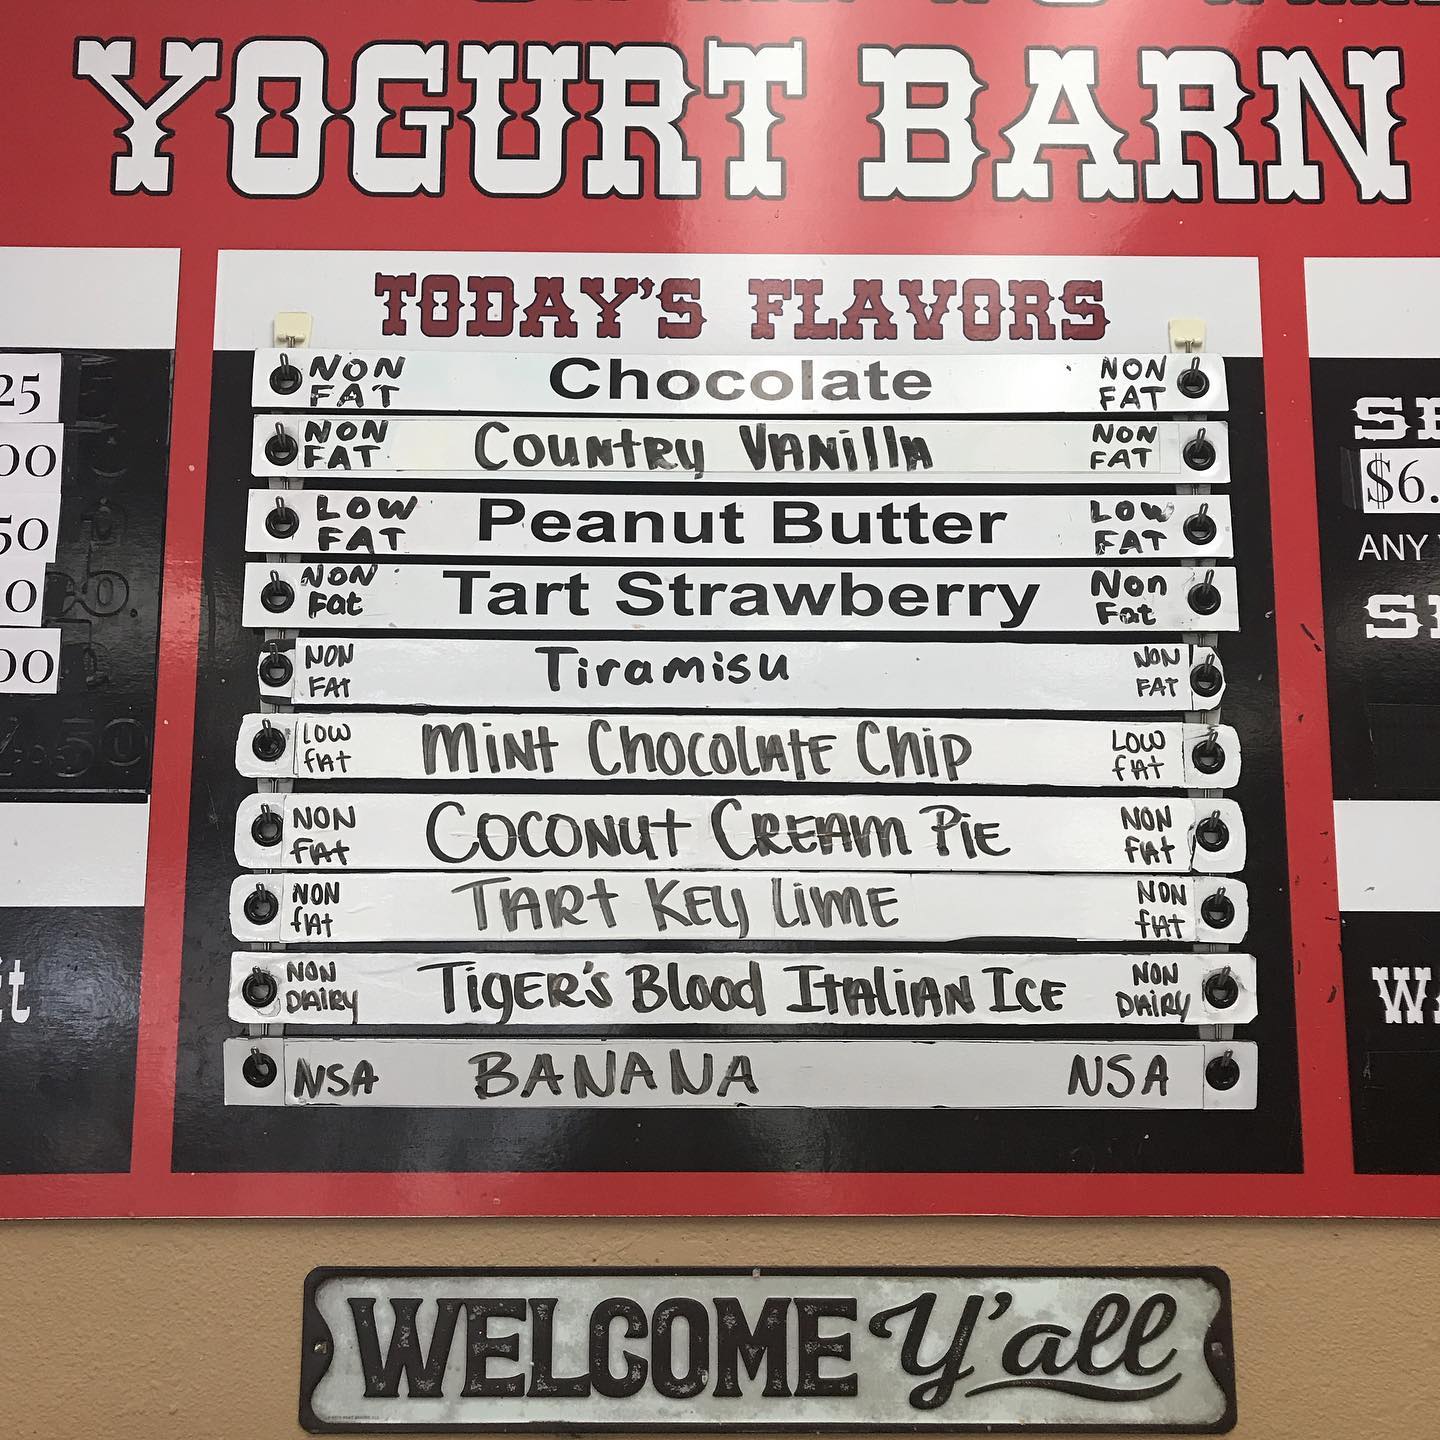 YOGURT BARN
TODAY'S FLAVORS
NON FAT Chocolate NON FAT
NON FAT COUNTRY VANILLA NON FAT
LOW FAT Peanut Butter LOW FAT
NON Fat Tart Strawberry Non Fat
NON FAT Tiramisu NON FAT
LOW fAt MINt CHOCOLAtE CHip LOW fAt
NON fAt COCONUt CREAM PiE NON fAt
NON fAt TARt KEy LiME NON fAt
NON DAiRy TigER'S Blood ItAliAN ICE NON DAiRy
NSA BANANA NSA
25
00
50
0
00
$6.
ANY
WELCOME Y'all